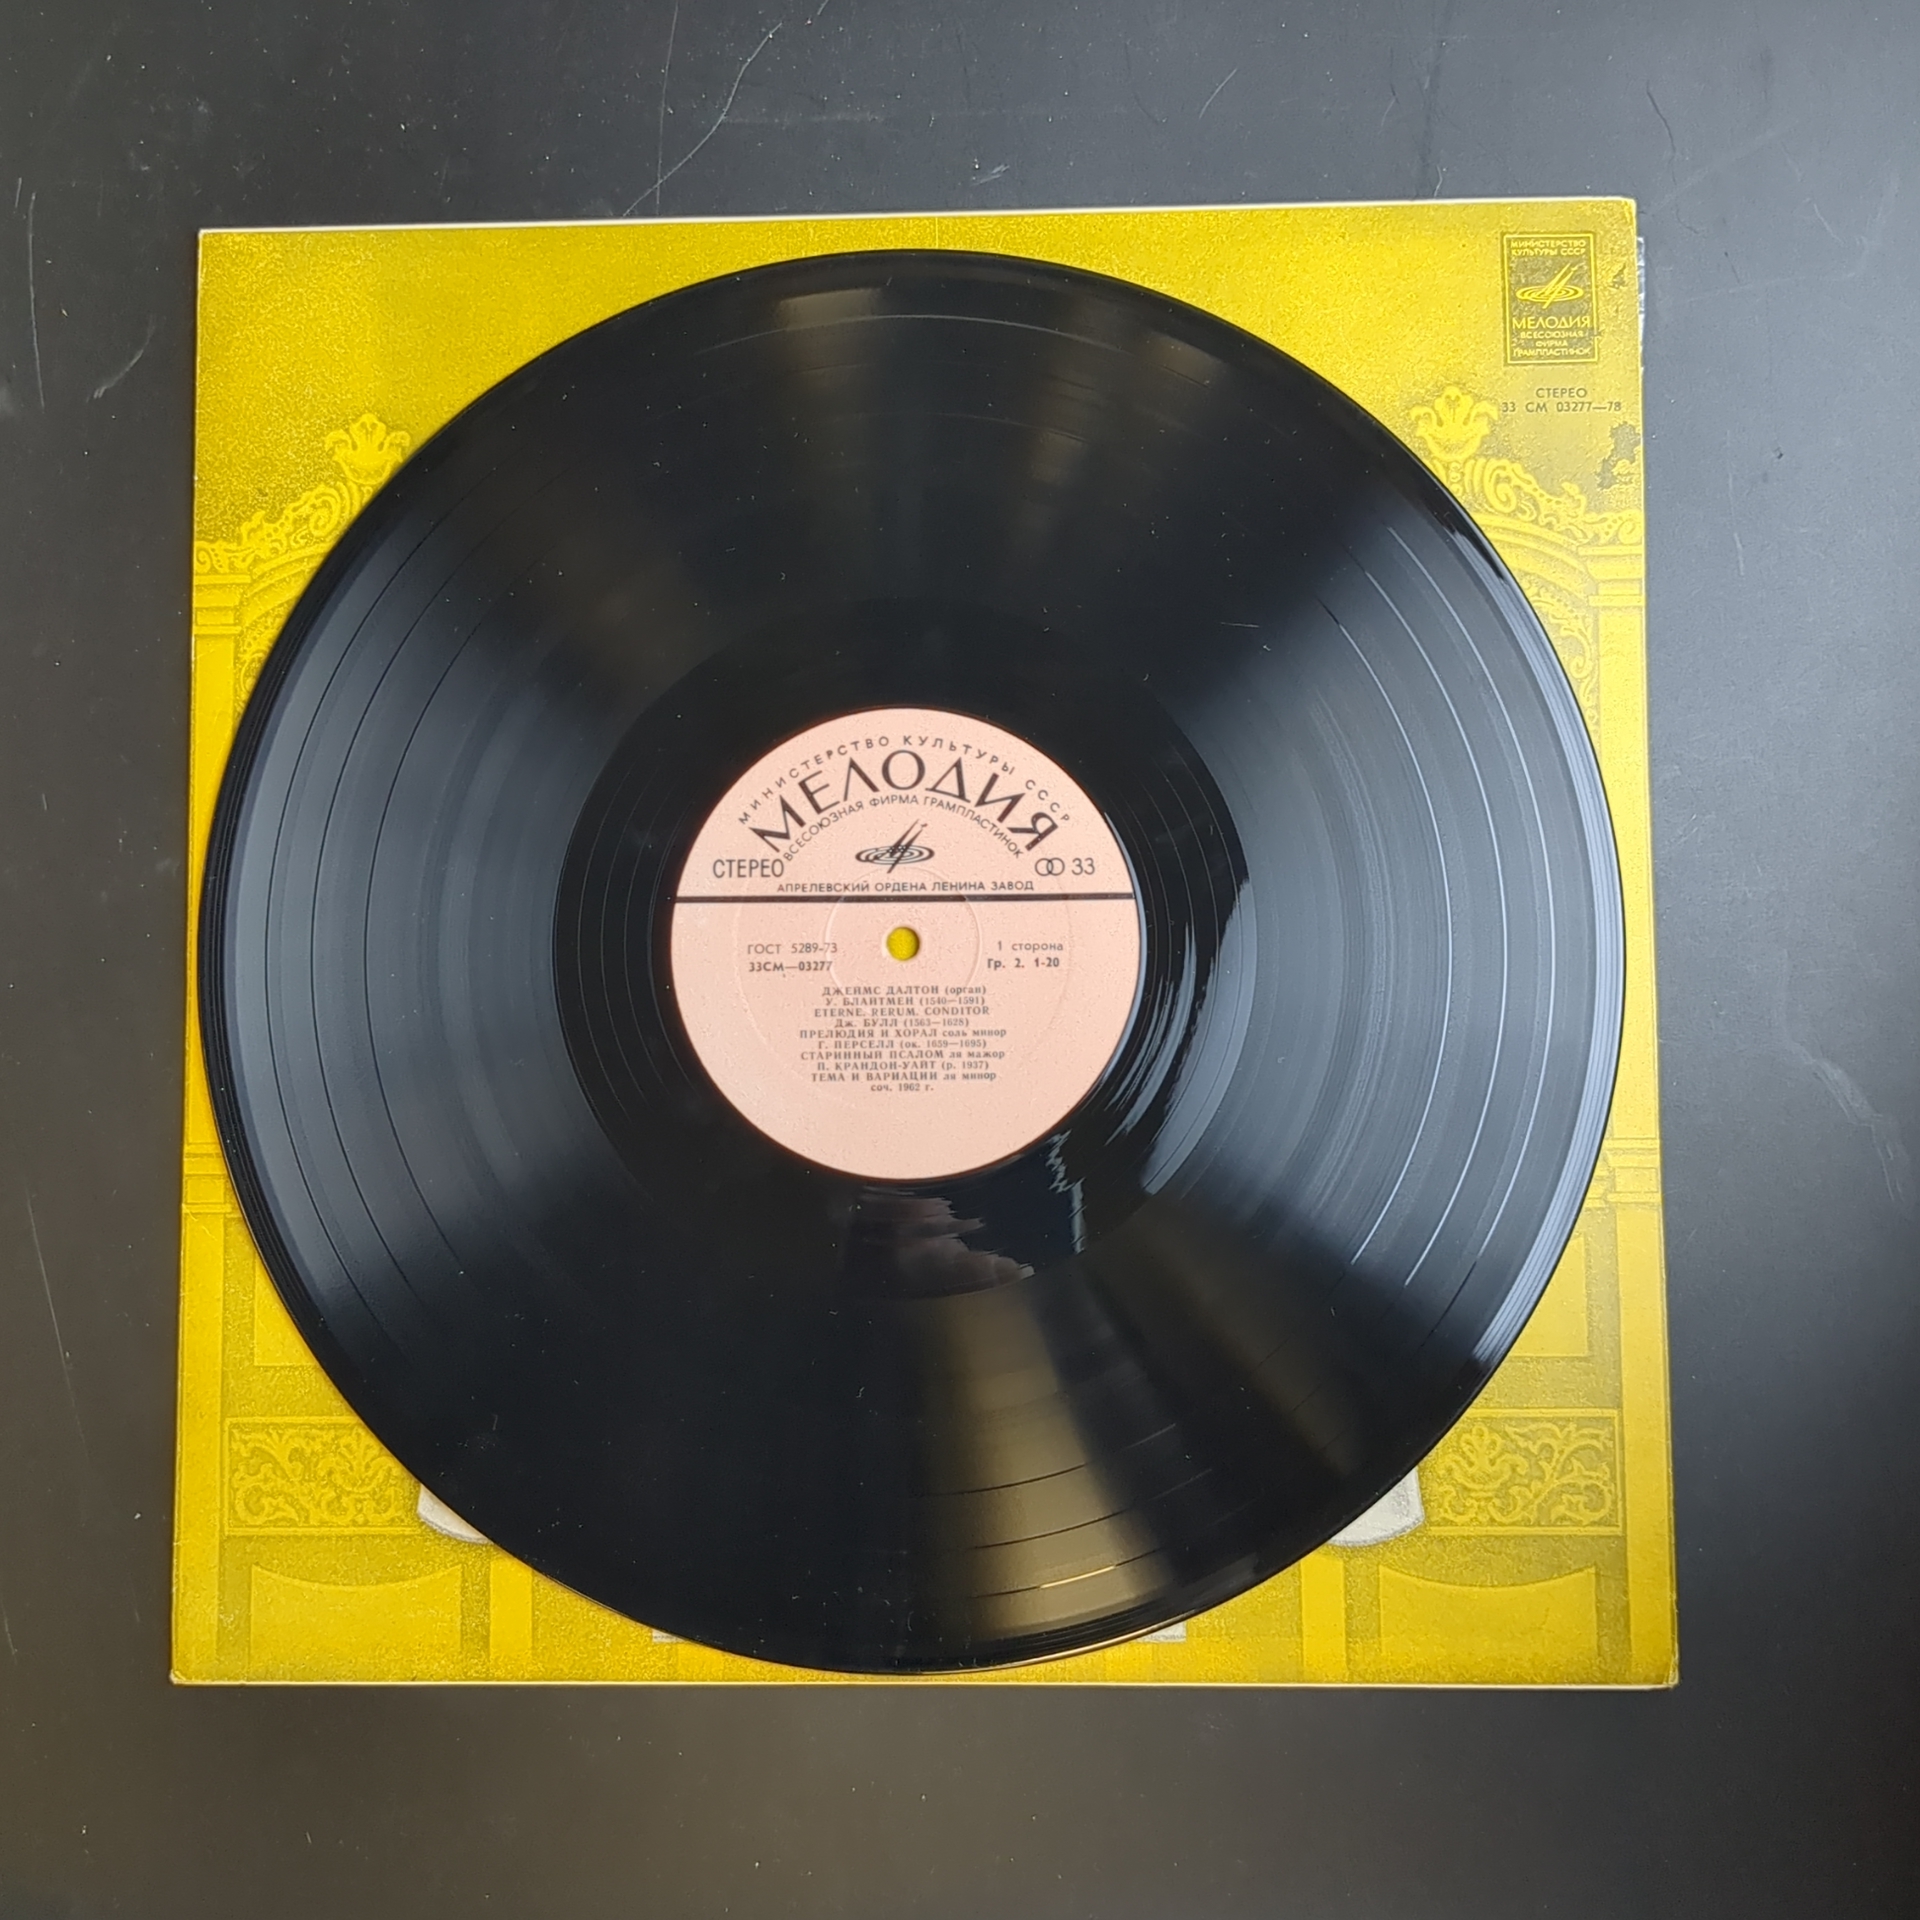 МИНИСТЕРСТВО
КУЛЬТУРЫ СССР
МЕЛОДИЯ
ВСЕСОЮЗНАЯ
ФИРМА
ГРАМПЛАСТИНОК
СТЕРЕО
33 СМ 03277—78
МИНИСТЕРСТВО КУЛЬТУРЫ СССР
МЕЛОДИЯ
ВСЕСОЮЗНАЯ ФИРМА ГРАМПЛАСТИНОК
СТЕРЕО 33
АПРЕЛЕВСКИЙ ОРДЕНА ЛЕНИНА ЗАВОД
ГОСТ 5289-73 1 сторона
33СМ—03277 Гр. 2. 1-20
ДЖЕЙМС ДАЛТОН (орган)
У. БЛАЙТМЕН (1540—1591)
ETERNE. RERUM. CONDITOR
Дж. БУЛЛ (1563—1628)
ПРЕЛЮДИЯ И ХОРАЛ соль минор
Г. ПЕРСЕЛЛ (ок. 1659—1695)
СТАРИННЫЙ ПСАЛОМ ля мажор
П. КРАНДОН-УАЙТ (р. 1937)
ТЕМА И ВАРИАЦИИ ля минор
соч. 1962 г.